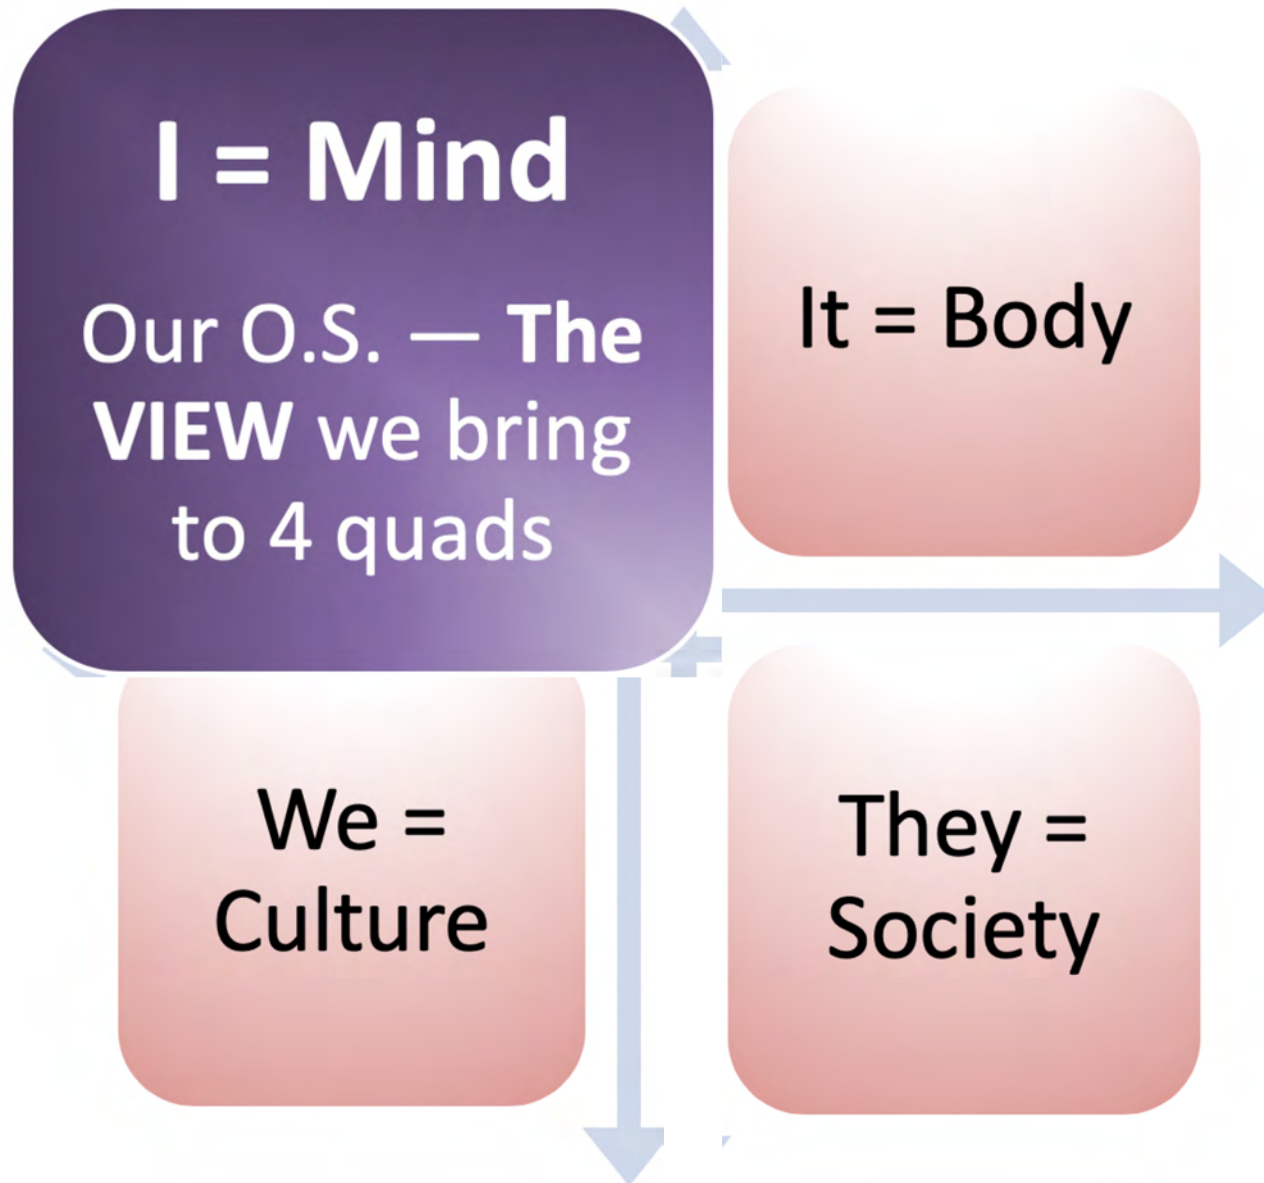 I = Mind
Our O.S. — The
VIEW we bring
to 4 quads
It = Body
We =
Culture
They =
Society